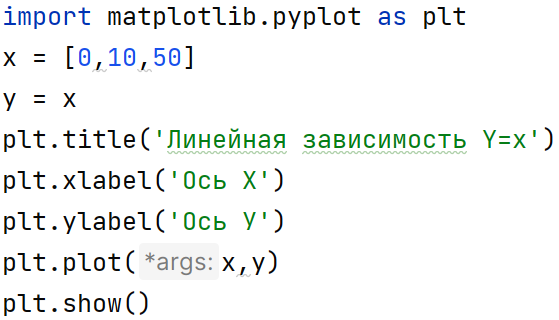 import matplotlib.pyplot as plt
x = [0,10,50]
y = x
plt.title('Линейная зависимость Y=x')
plt.xlabel('Ось X')
plt.ylabel('Ось У')
plt.plot( *args: x,y)
plt.show()